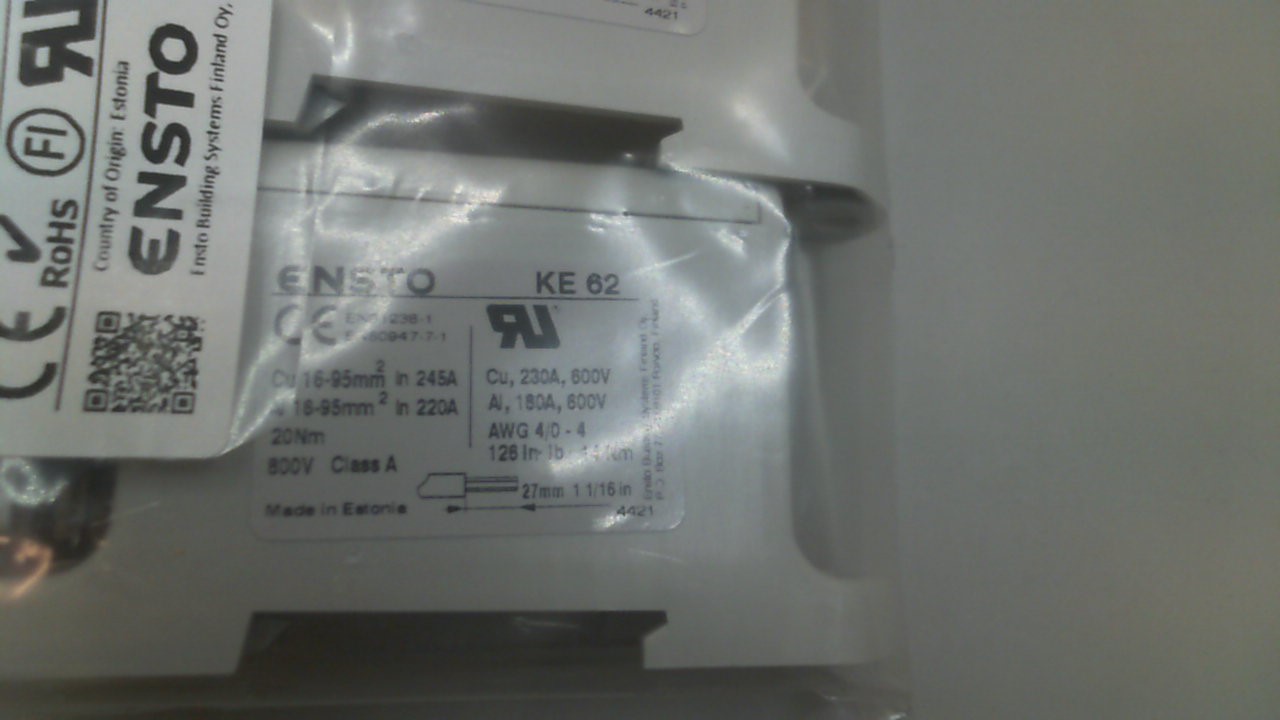 4421
FI
RoHS
Country of Origin: Estonia
ENSTO
Ensto Building Systems Finland Oy,
ENSTO
KE 62
CE
Cu 16-95mm² In 245A
16-95mm² In 220A
20Nm
800V Class A
Made in Estonia
Cu, 230A, 600V
Al, 180A, 600V
AWG 4/0 - 4
27mm 1 1/16 in
4421